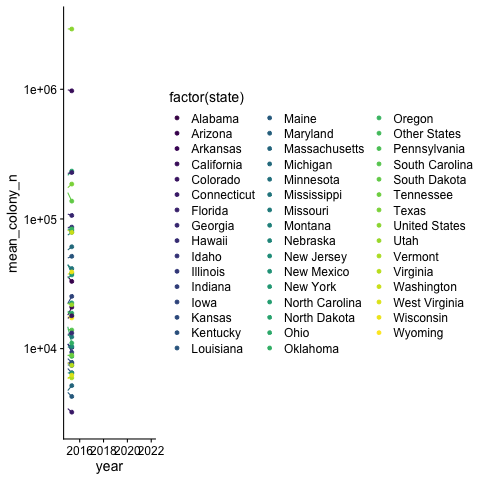 factor(state)
Alabama
Arizona
Arkansas
California
Colorado
Connecticut
Florida
Georgia
Hawaii
Idaho
Illinois
Indiana
Iowa
Kansas
Kentucky
Louisiana
Maine
Maryland
Massachusetts
Michigan
Minnesota
Mississippi
Missouri
Montana
Nebraska
New Jersey
New Mexico
New York
North Carolina
North Dakota
Ohio
Oklahoma
Oregon
Other States
Pennsylvania
South Carolina
South Dakota
Tennessee
Texas
United States
Utah
Vermont
Virginia
Washington
West Virginia
Wisconsin
Wyoming
mean_colony_n
1e+06
1e+05
1e+04
2016 2018 2020 2022
year